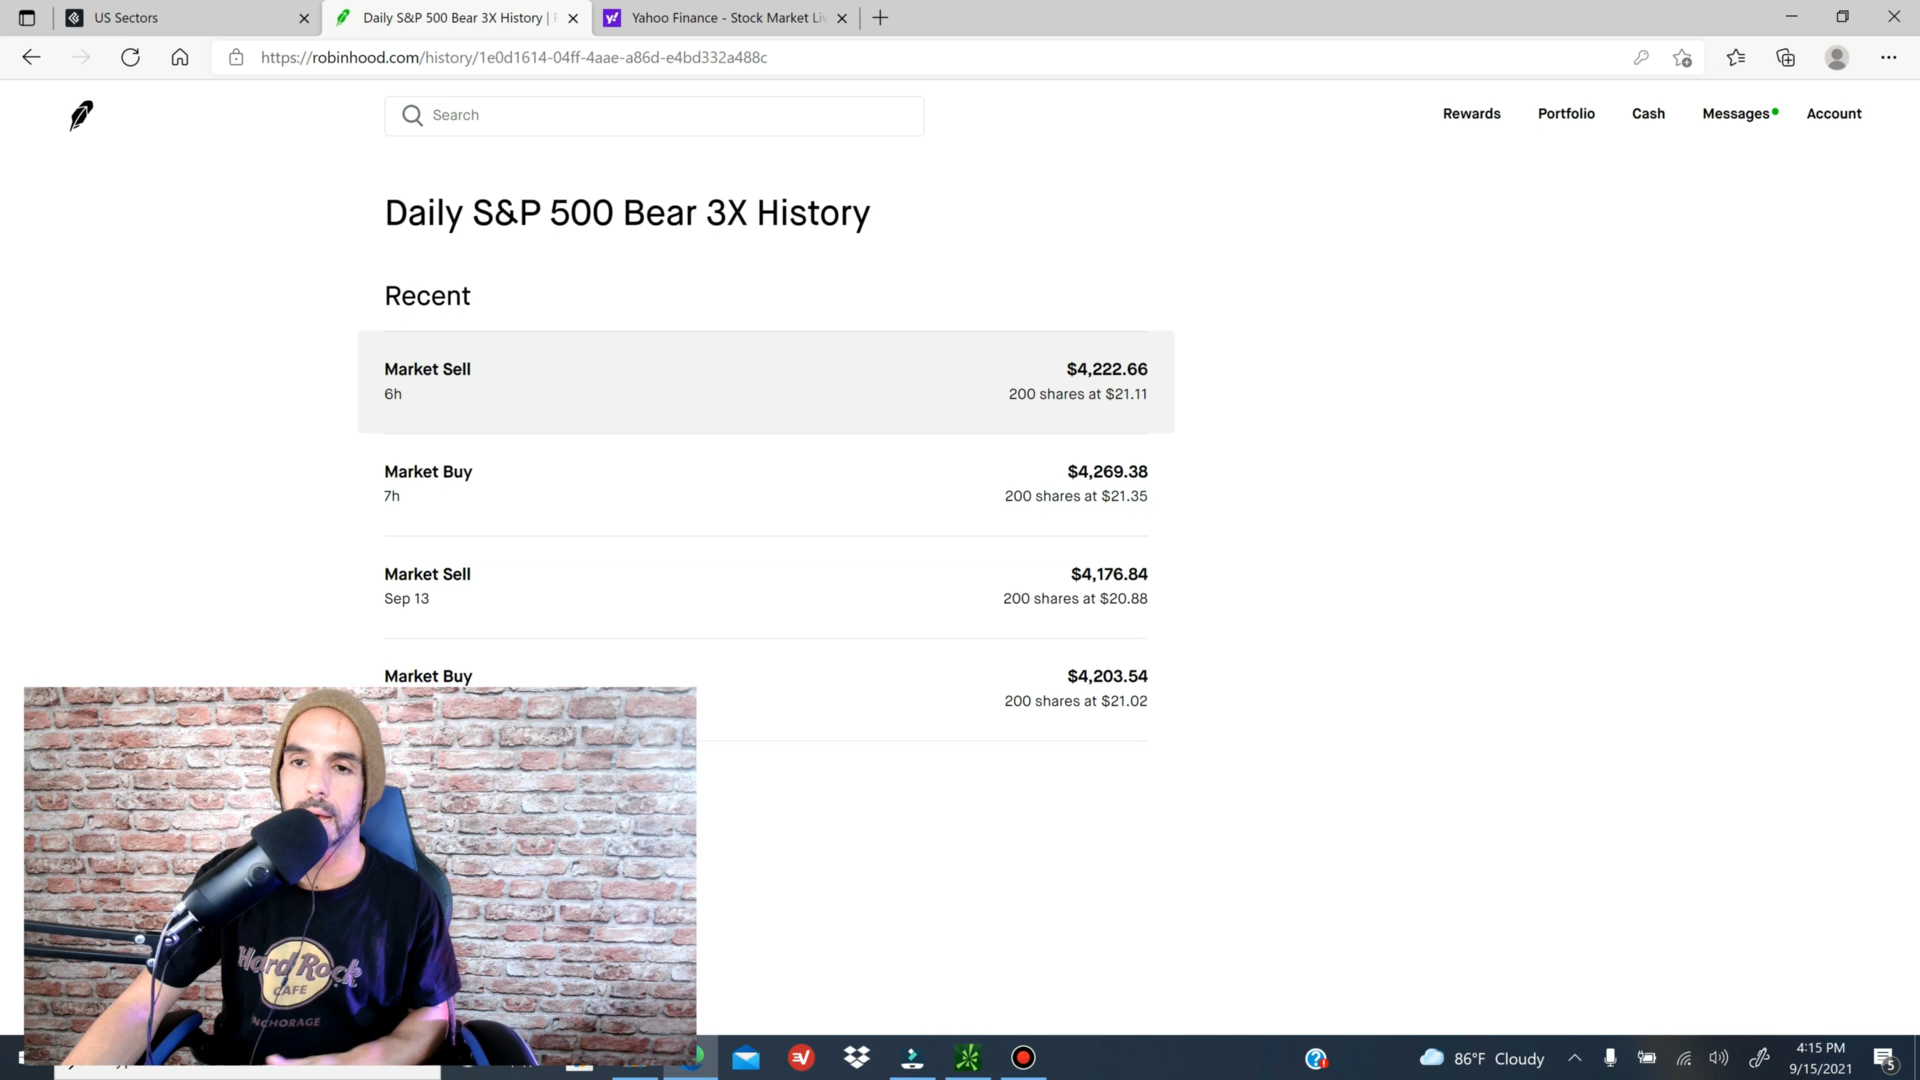 US Sectors
Daily S&P 500 Bear 3X History |
Yahoo Finance - Stock Market Li
https://robinhood.com/history/1e0d1614-04ff-4aae-a86d-e4bd332a488c
Search
Rewards
Portfolio
Cash
Messages
Account
Daily S&P 500 Bear 3X History
Recent
Market Sell
$4,222.66
6h
200 shares at $21.11
Market Buy
$4,269.38
7h
200 shares at $21.35
Market Sell
$4,176.84
Sep 13
200 shares at $20.88
Market Buy
$4,203.54
200 shares at $21.02
Hard Rock
CAFE
NCHORAGE
86°F Cloudy
4:15 PM
9/15/2021
5